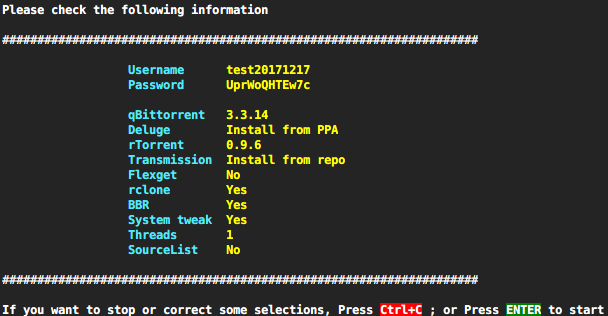 Please check the following information
####################################################################
Username test20171217
Password UprWoQHTEw7c
qBittorrent 3.3.14
Deluge Install from PPA
rTorrent 0.9.6
Transmission Install from repo
Flexget No
rclone Yes
BBR Yes
System tweak Yes
Threads 1
SourceList No
####################################################################
If you want to stop or correct some selections, Press Ctrl+C ; or Press ENTER to start